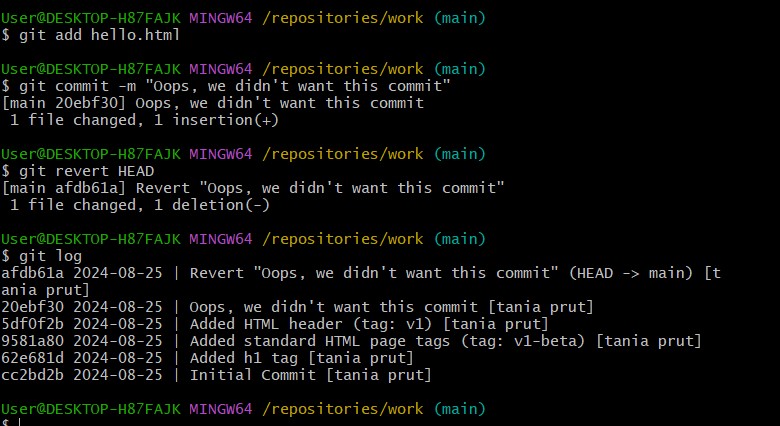 User@DESKTOP-H87FAJK MINGW64 /repositories/work (main)
$ git add hello.html
User@DESKTOP-H87FAJK MINGW64 /repositories/work (main)
$ git commit -m "Oops, we didn't want this commit"
[main 20ebf30] Oops, we didn't want this commit
 1 file changed, 1 insertion(+)
User@DESKTOP-H87FAJK MINGW64 /repositories/work (main)
$ git revert HEAD
[main afdb61a] Revert "Oops, we didn't want this commit"
 1 file changed, 1 deletion(-)
User@DESKTOP-H87FAJK MINGW64 /repositories/work (main)
$ git log
afdb61a 2024-08-25 | Revert "Oops, we didn't want this commit" (HEAD -> main) [t
ania prut]
20ebf30 2024-08-25 | Oops, we didn't want this commit [tania prut]
5df0f2b 2024-08-25 | Added HTML header (tag: v1) [tania prut]
9581a80 2024-08-25 | Added standard HTML page tags (tag: v1-beta) [tania prut]
62e681d 2024-08-25 | Added h1 tag [tania prut]
cc2bd2b 2024-08-25 | Initial Commit [tania prut]
User@DESKTOP-H87FAJK MINGW64 /repositories/work (main)
$